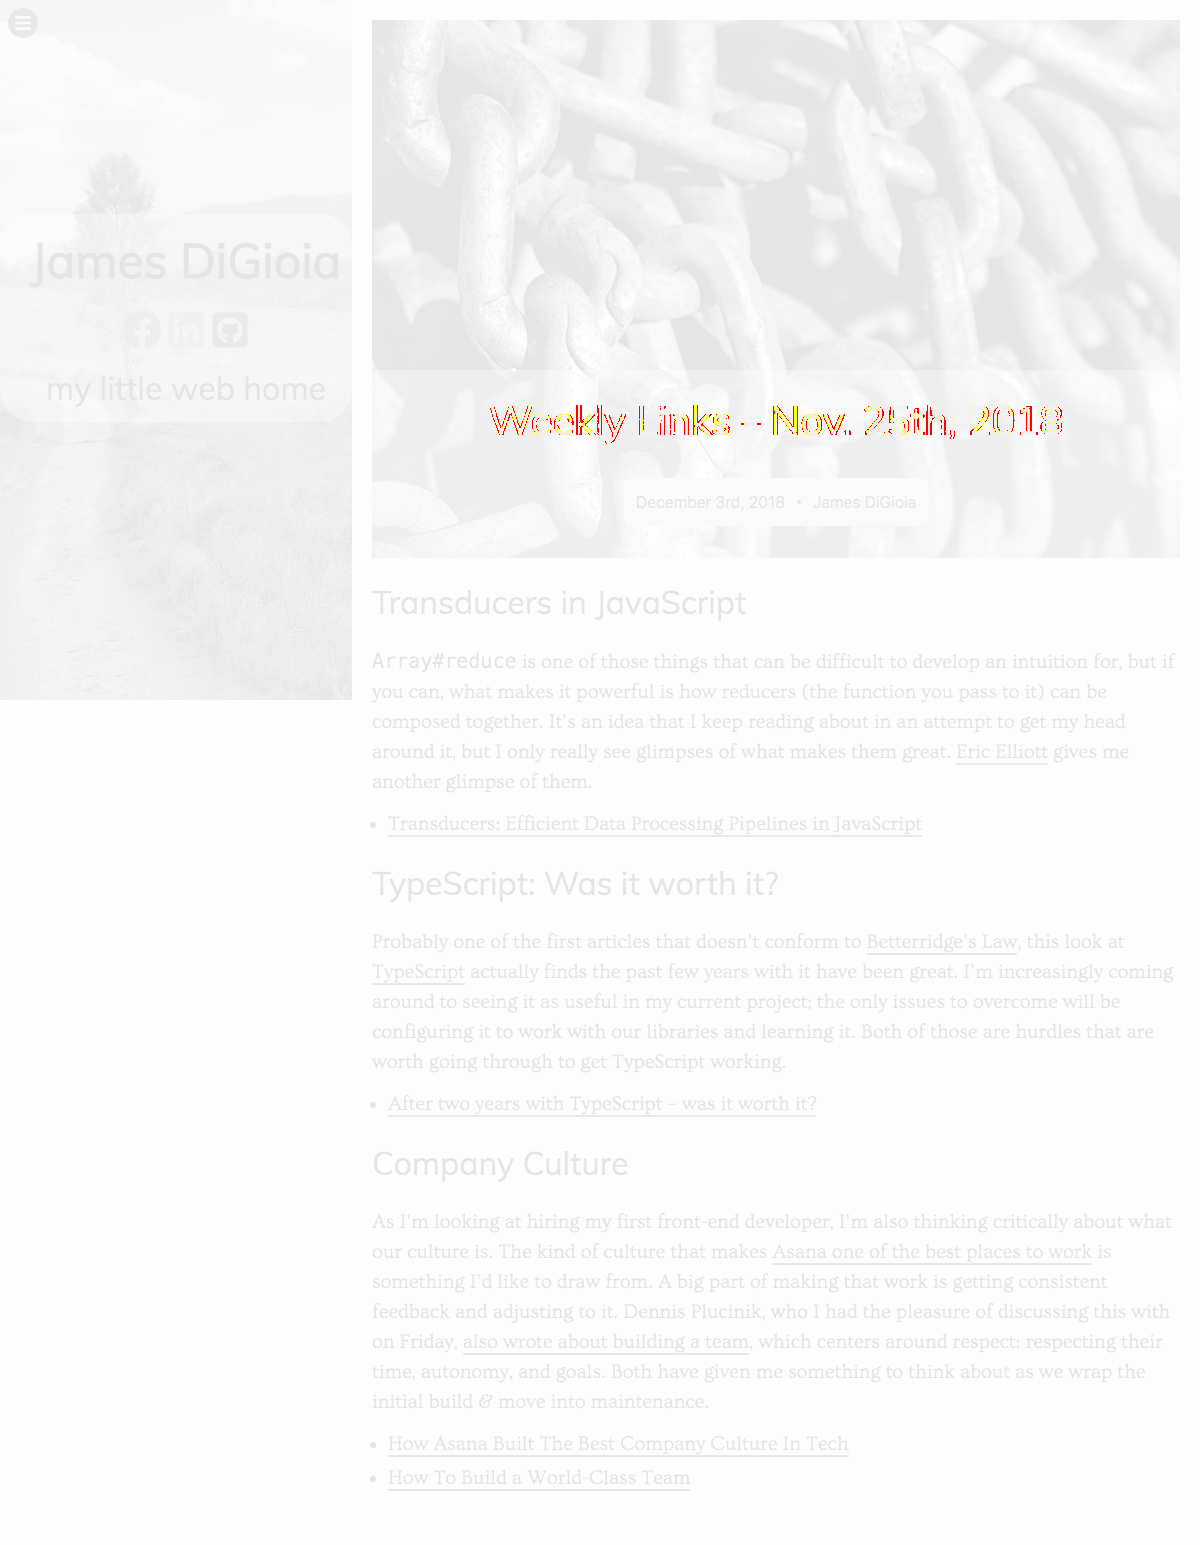 James DiGioia
my little web home
Weekly Links – Nov. 25th, 2018
December 3rd, 2018 • James DiGioia
Transducers in JavaScript
Array#reduce is one of those things that can be difficult to develop an intuition for, but if
you can, what makes it powerful is how reducers (the function you pass to it) can be
composed together. It's an idea that I keep reading about in an attempt to get my head
around it, but I only really see glimpses of what makes them great. Eric Elliott gives me
another glimpse of them.
• Transducers: Efficient Data Processing Pipelines in JavaScript
TypeScript: Was it worth it?
Probably one of the first articles that doesn't conform to Betterridge's Law, this look at
TypeScript actually finds the past few years with it have been great. I'm increasingly coming
around to seeing it as useful in my current project; the only issues to overcome will be
configuring it to work with our libraries and learning it. Both of those are hurdles that are
worth going through to get TypeScript working.
• After two years with TypeScript – was it worth it?
Company Culture
As I'm looking at hiring my first front-end developer, I'm also thinking critically about what
our culture is. The kind of culture that makes Asana one of the best places to work is
something I'd like to draw from. A big part of making that work is getting consistent
feedback and adjusting to it. Dennis Plucinik, who I had the pleasure of discussing this with
on Friday, also wrote about building a team, which centers around respect: respecting their
time, autonomy, and goals. Both have given me something to think about as we wrap the
initial build & move into maintenance.
• How Asana Built The Best Company Culture In Tech
• How To Build a World-Class Team